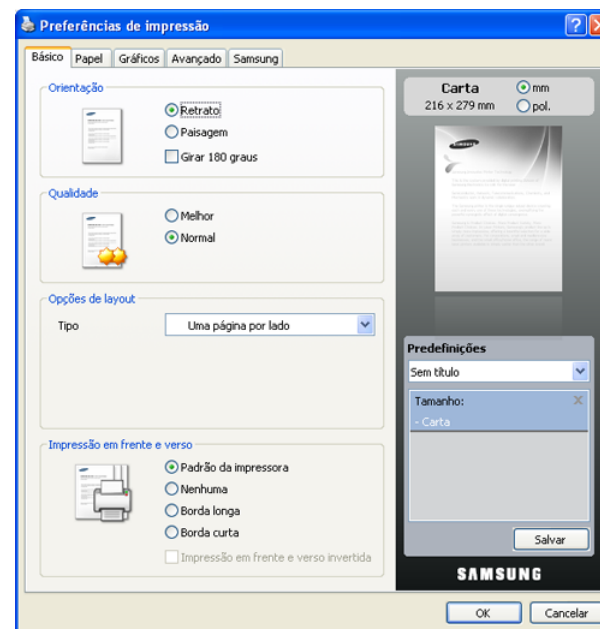 Preferências de impressão
Básico Papel Gráficos Avançado Samsung
Orientação
Retrato
Paisagem
Girar 180 graus
Qualidade
Melhor
Normal
Opções de layout
Tipo
Uma página por lado
Impressão em frente e verso
Padrão da impressora
Nenhuma
Borda longa
Borda curta
Impressão em frente e verso invertida
Carta
216 x 279 mm
mm
pol.
SAMSUNG
Predefinições
Sem título
Tamanho:
- Carta
Salvar
SAMSUNG
OK Cancelar